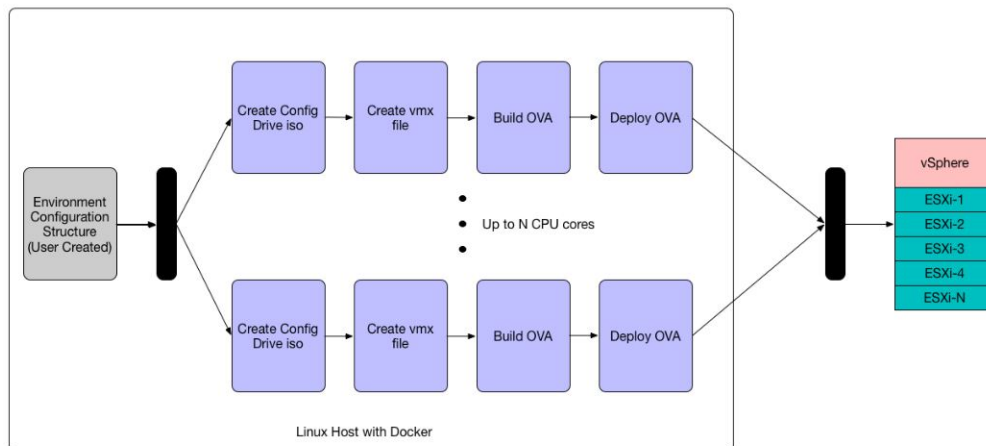 Environment
Configuration
Structure
(User Created)
Create Config
Drive iso
Create vmx
file
Build OVA
Deploy OVA
Up to N CPU cores
Create Config
Drive iso
Create vmx
file
Build OVA
Deploy OVA
Linux Host with Docker
vSphere
ESXi-1
ESXi-2
ESXi-3
ESXi-4
ESXi-N